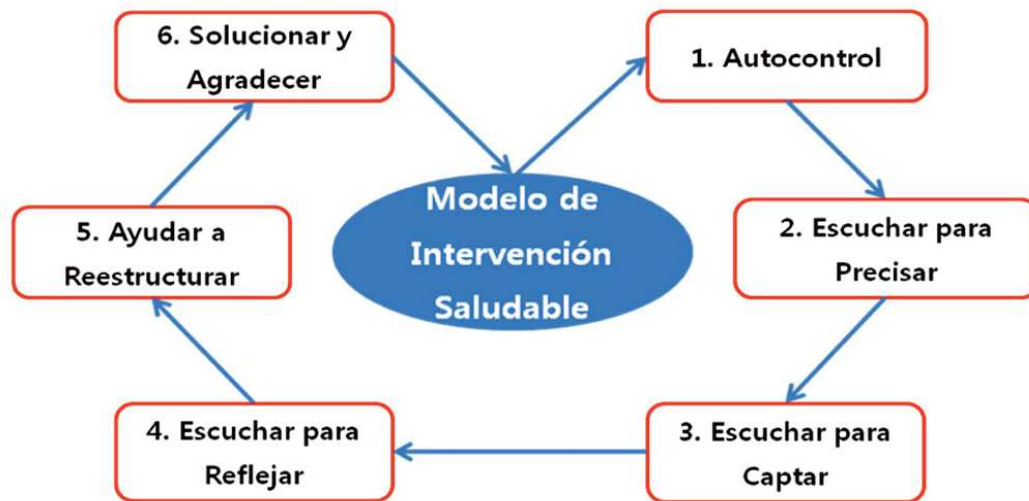 Modelo de
Intervención
Saludable
1. Autocontrol
2. Escuchar para
Precisar
3. Escuchar para
Captar
4. Escuchar para
Reflejar
5. Ayudar a
Reestructurar
6. Solucionar y
Agradecer